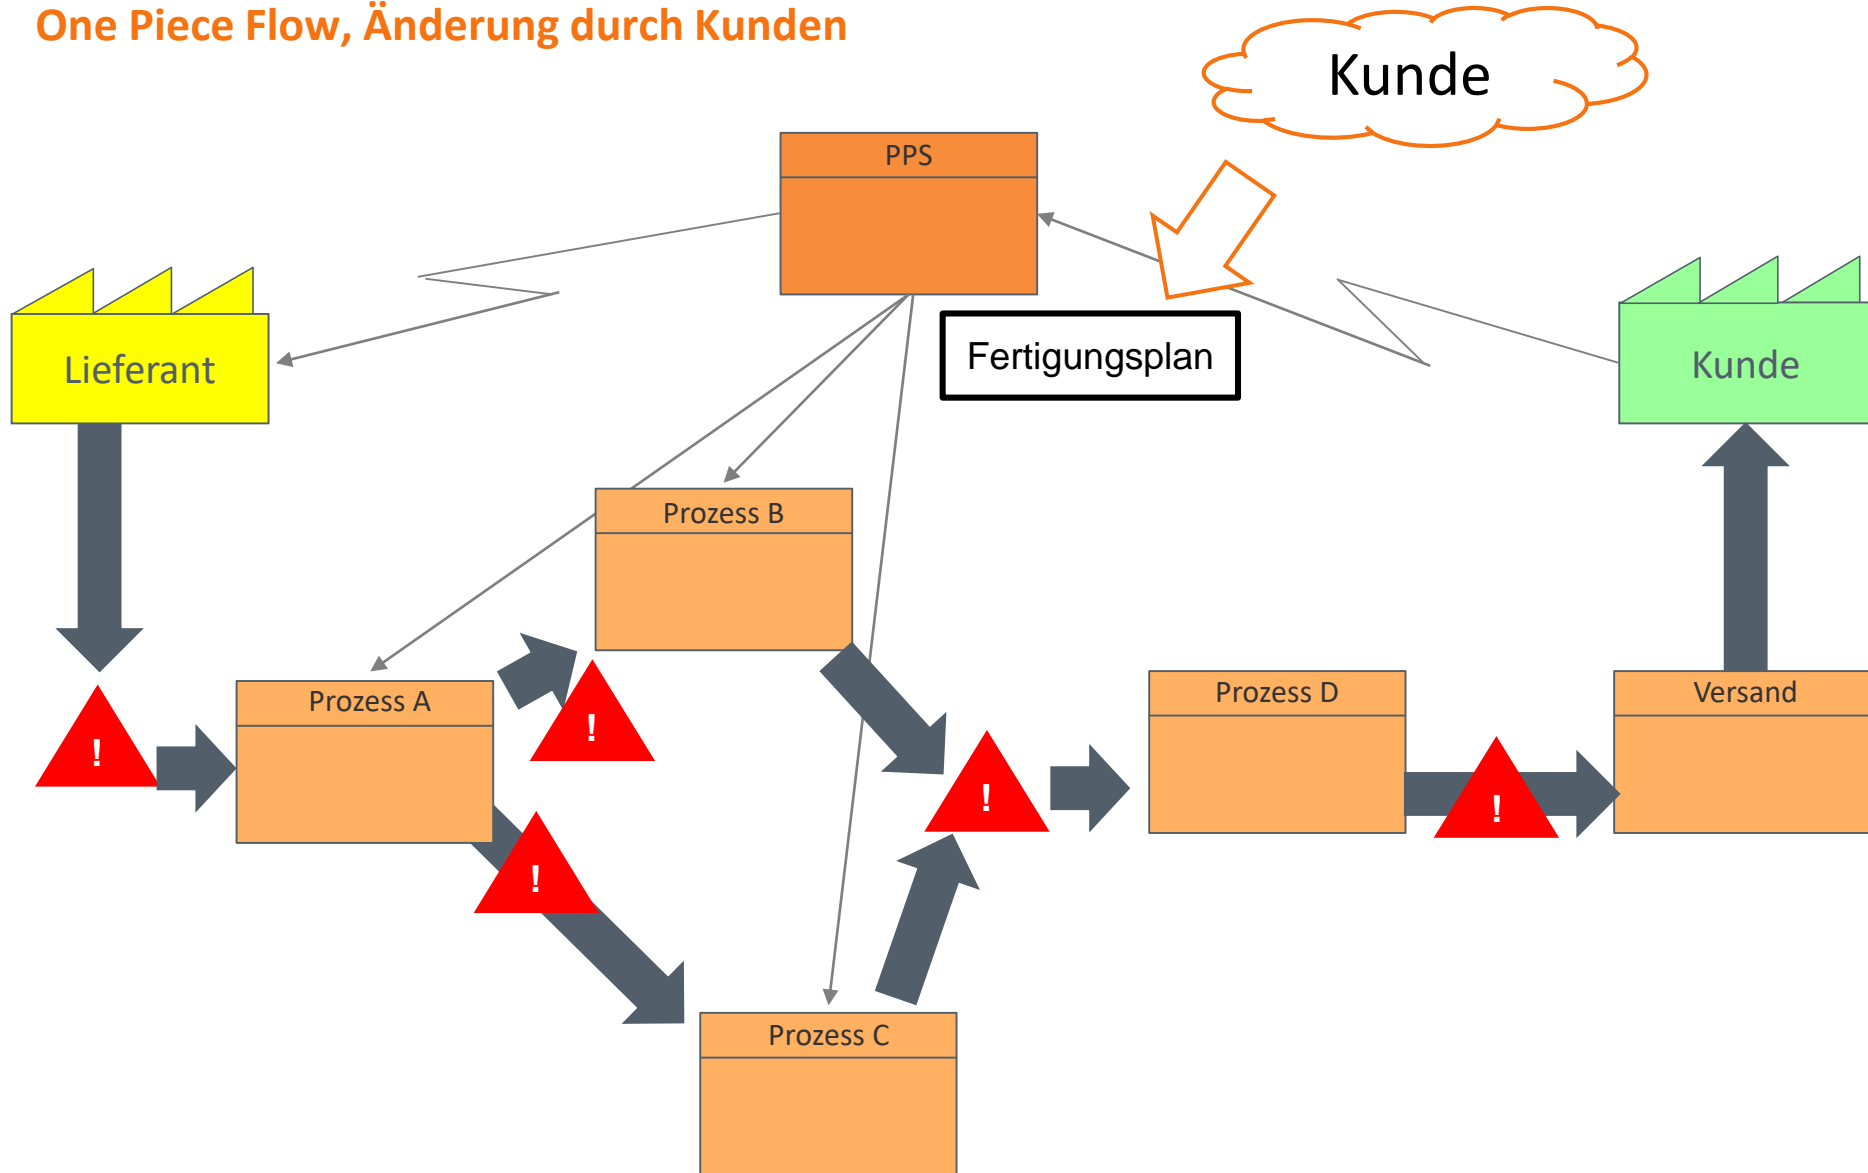 One Piece Flow, Änderung durch Kunden
Kunde
PPS
Lieferant
Fertigungsplan
Kunde
Prozess B
Prozess A
Prozess D
Versand
!
!
!
!
!
Prozess C